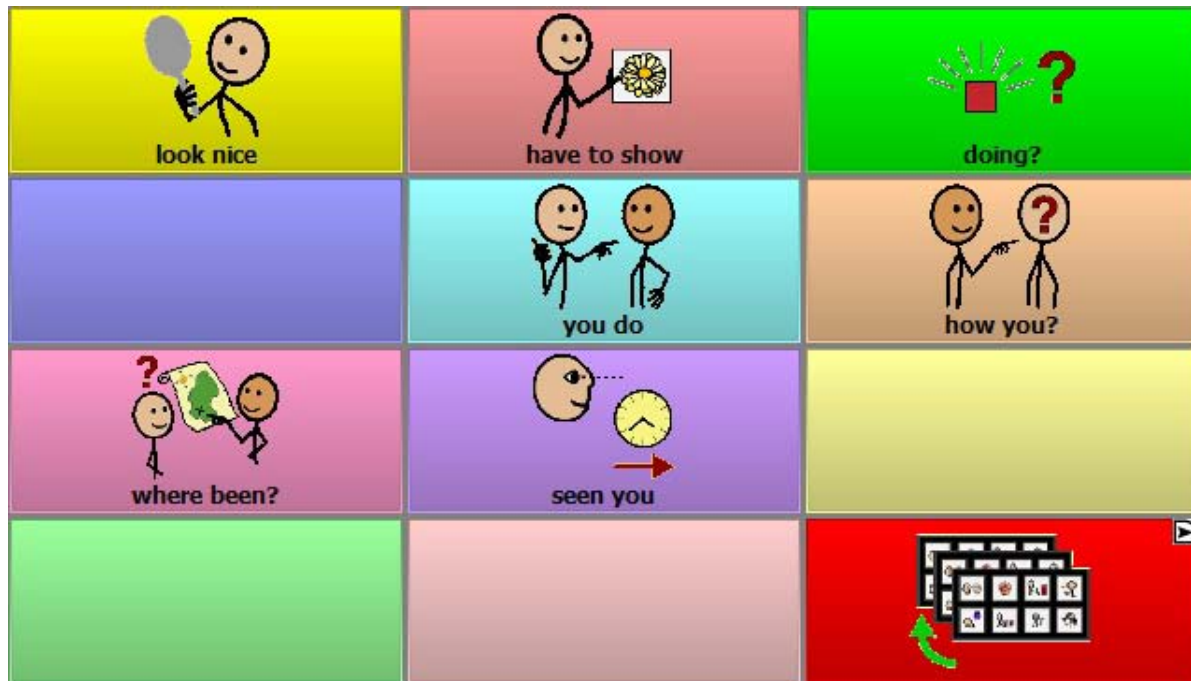 look nice
have to show
doing?
you do
how you?
where been?
seen you